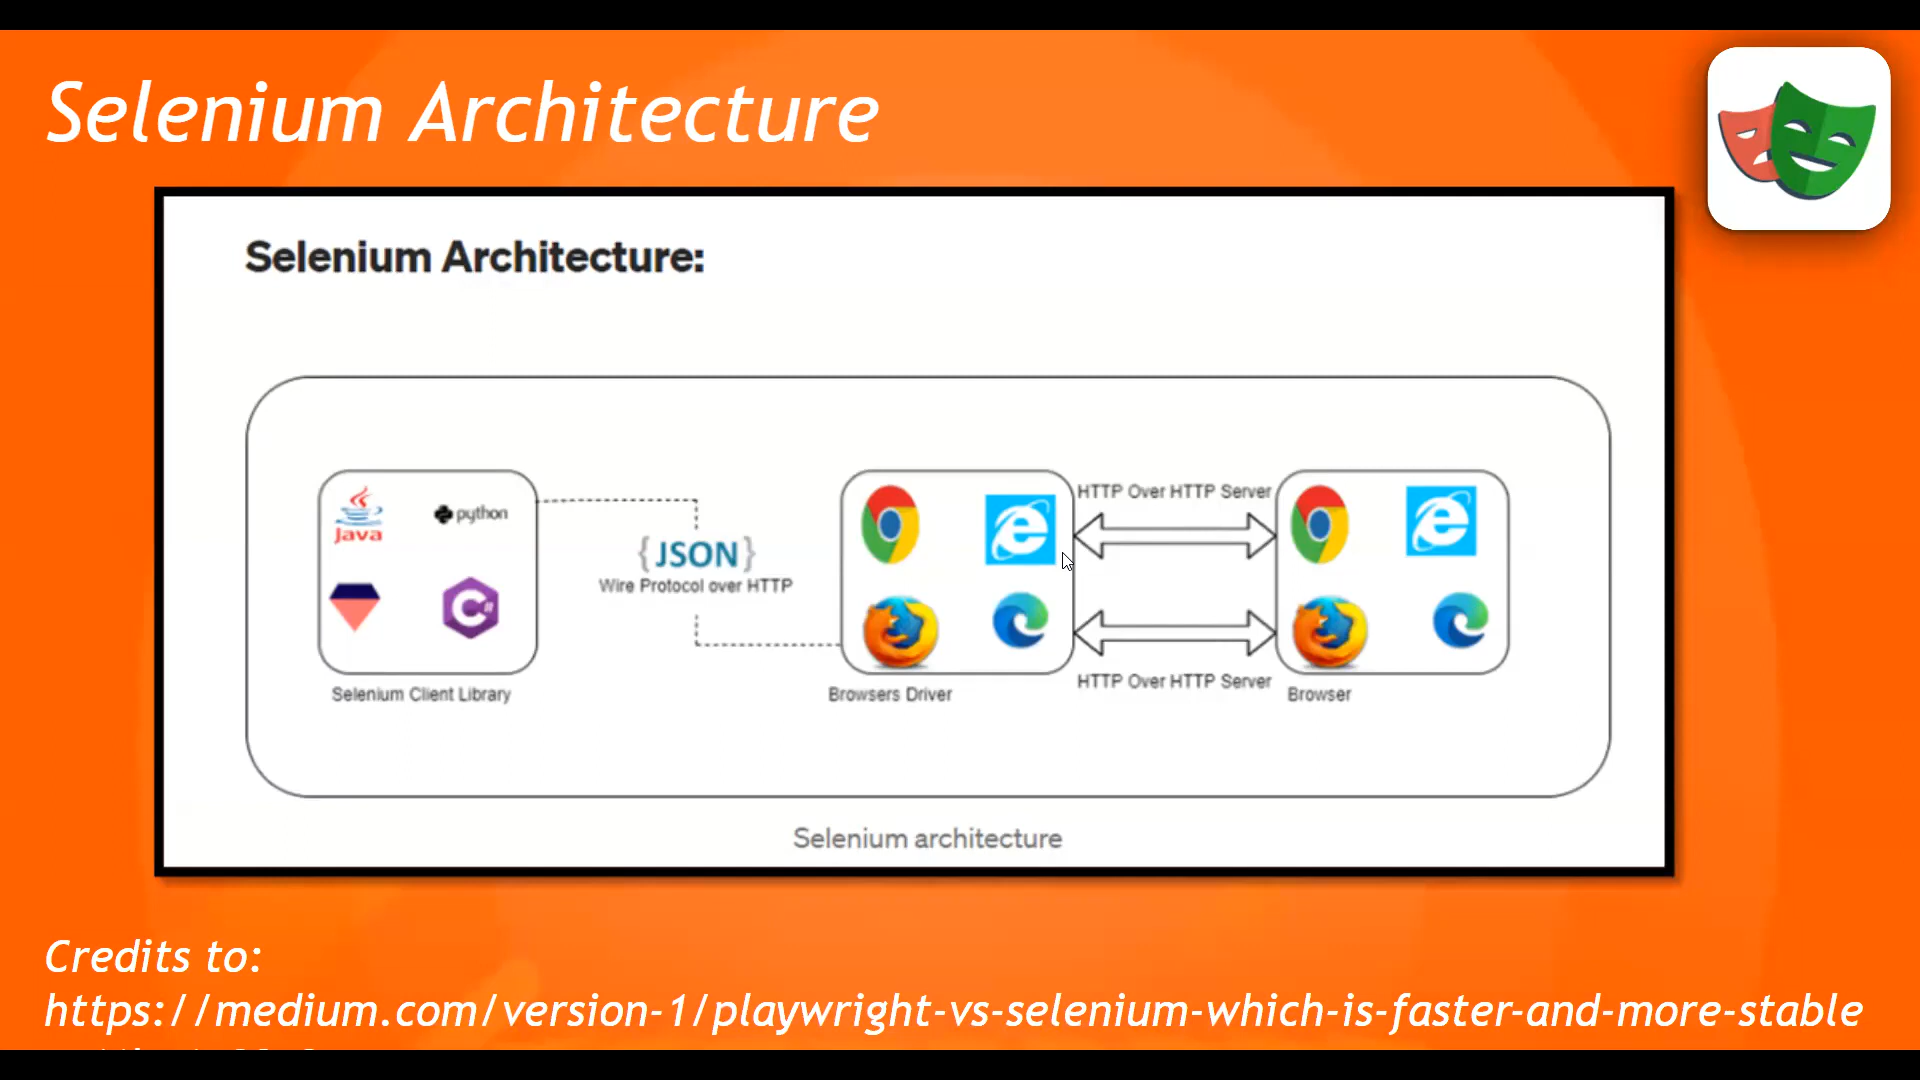 Selenium Architecture
Selenium Architecture:
Java
python
C#
{JSON}
Wire Protocol over HTTP
HTTP Over HTTP Server
HTTP Over HTTP Server
Selenium Client Library
Browsers Driver
Browser
Selenium architecture
Credits to:
https://medium.com/version-1/playwright-vs-selenium-which-is-faster-and-more-stable